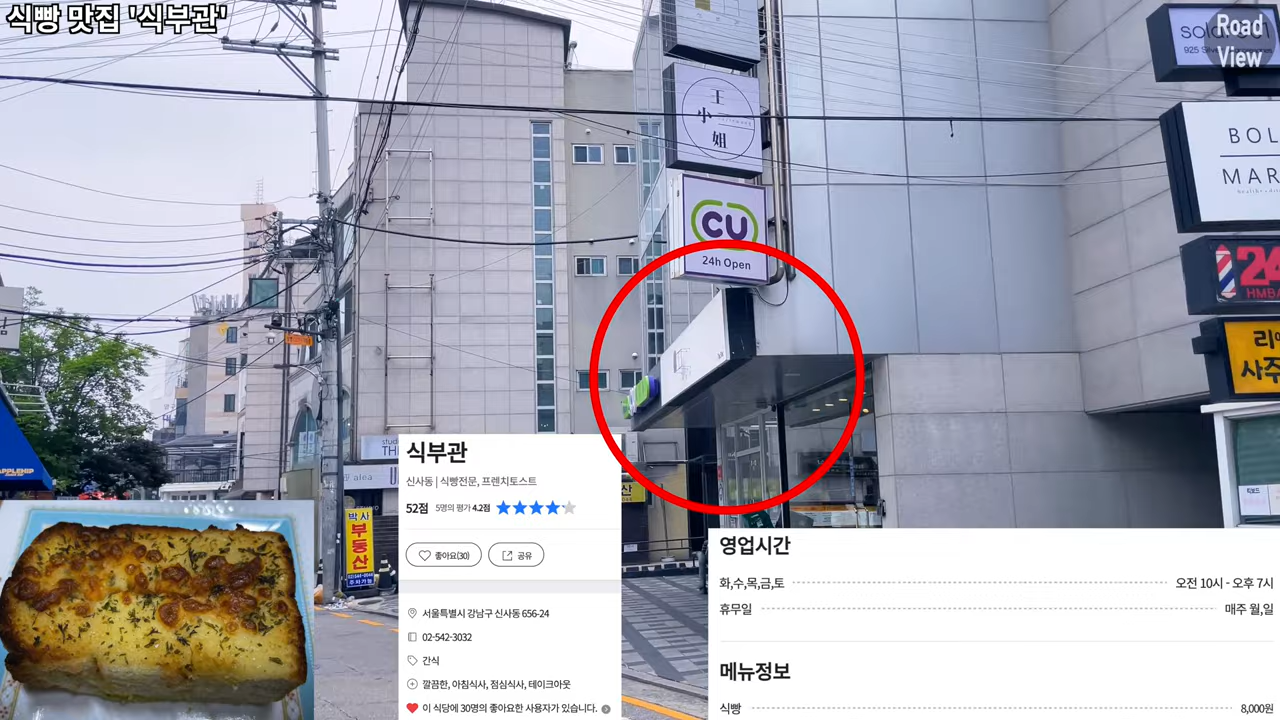 식빵 맛집 '식부관'
Road
View
王
小
姐
CU
24h Open
925
BOL
MAR
24
HMBA
리
사주
APPLEHIP
stud
TH
alea
박사
부동산
식부관
신사동 | 식빵전문, 프렌치토스트
52점 5명의 평가 4.2점
좋아요(30) 공유
서울특별시 강남구 신사동 656-24
02-542-3032
간식
깔끔한, 아침식사, 점심식사, 테이크아웃
이 식당에 30명의 좋아요한 사용자가 있습니다.
영업시간
화,수,목,금,토 오전 10시 - 오후 7시
휴무일 매주 월,일
메뉴정보
식빵 8,000원